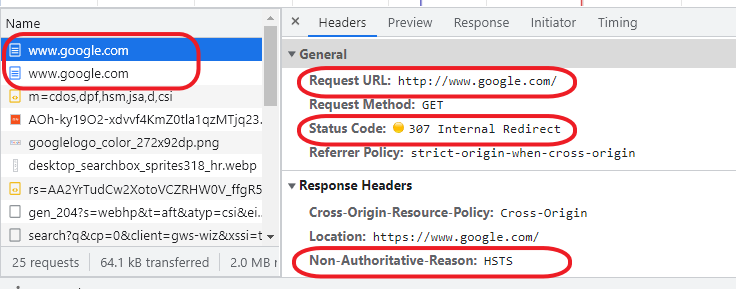 Name
www.google.com
www.google.com
m=cdos,dpf,hsm,jsa,d,csi
AOh-ky19O2-xdvvf4KmZ0tla1qzMTjq23...
googlelogo_color_272x92dp.png
desktop_searchbox_sprites318_hr.webp
rs=AA2YrTudCw2XotoVCZRHW0V_ffgR5
gen_204?s=webhp&t=aft&atyp=csi&ei...
search?q&cp=0&client=gws-wiz&xssi=t
25 requests 64.1 kB transferred 2.0 MB r
Headers Preview Response Initiator Timing
General
Request URL: http://www.google.com/
Request Method: GET
Status Code: 307 Internal Redirect
Referrer Policy: strict-origin-when-cross-origin
Response Headers
Cross-Origin-Resource-Policy: Cross-Origin
Location: https://www.google.com/
Non-Authoritative-Reason: HSTS